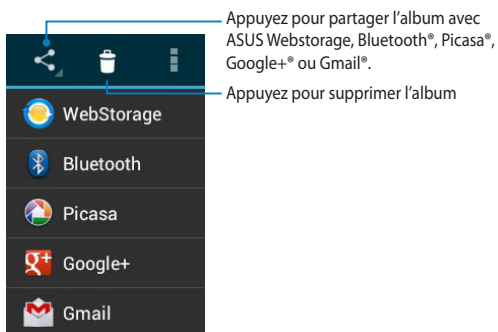 Appuyez pour partager l'album avec
ASUS Webstorage, Bluetooth®, Picasa®,
Google+® ou Gmail®.
Appuyez pour supprimer l'album
WebStorage
Bluetooth
Picasa
Google+
Gmail